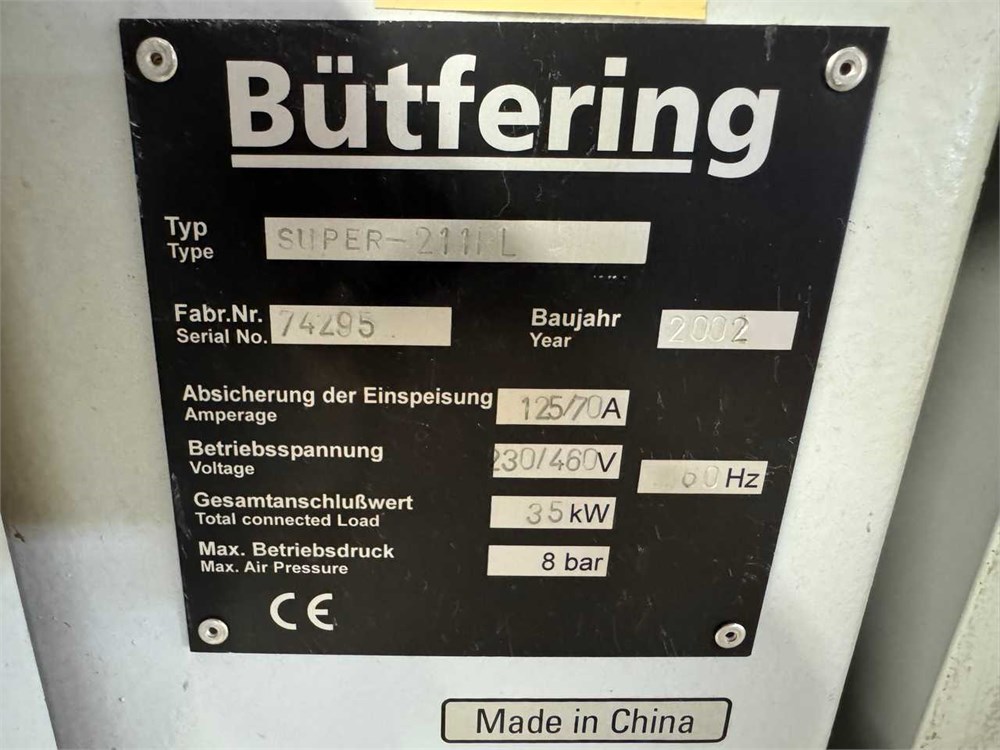 Bütfering
Typ
Type
Fabr.Nr.
Serial No.
74295
Baujahr
Year
2002
Absicherung der Einspeisung
Amperage
125/70A
Betriebsspannung
Voltage
230/460V
60 Hz
Gesamtanschlußwert
Total connected Load
35 kW
Max. Betriebsdruck
Max. Air Pressure
8 bar
CE
Made in China